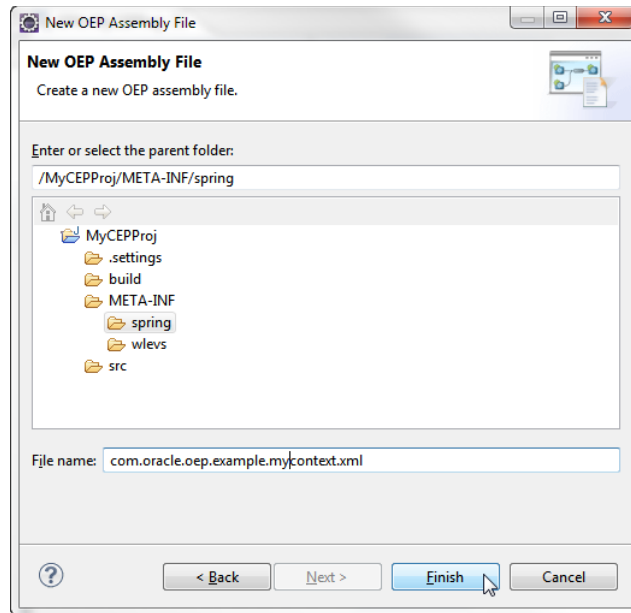 New OEP Assembly File
New OEP Assembly File
Create a new OEP assembly file.
Enter or select the parent folder:
/MyCEPProj/META-INF/spring
MyCEPProj
.settings
build
META-INF
spring
wlevs
src
File name: com.oracle.oep.example.mycontext.xml
? < Back Next > Finish Cancel